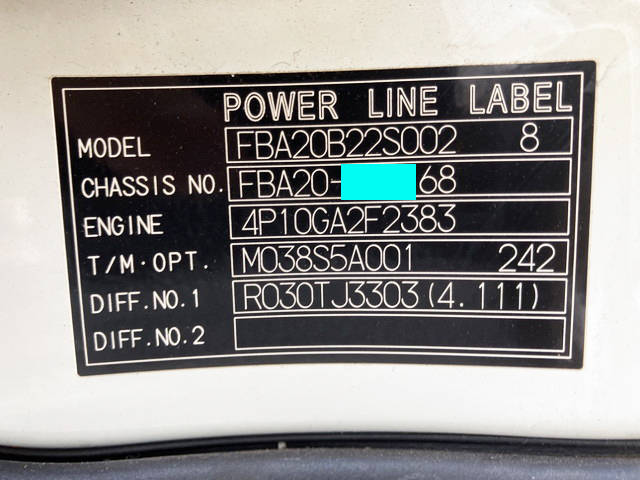 POWER LINE LABEL
MODEL FBA20B22S002 8
CHASSIS NO. FBA20- 68
ENGINE 4P10GA2F2383
T/M·OPT. M038S5A001 242
DIFF.NO.1 R030TJ3303(4.111)
DIFF.NO.2